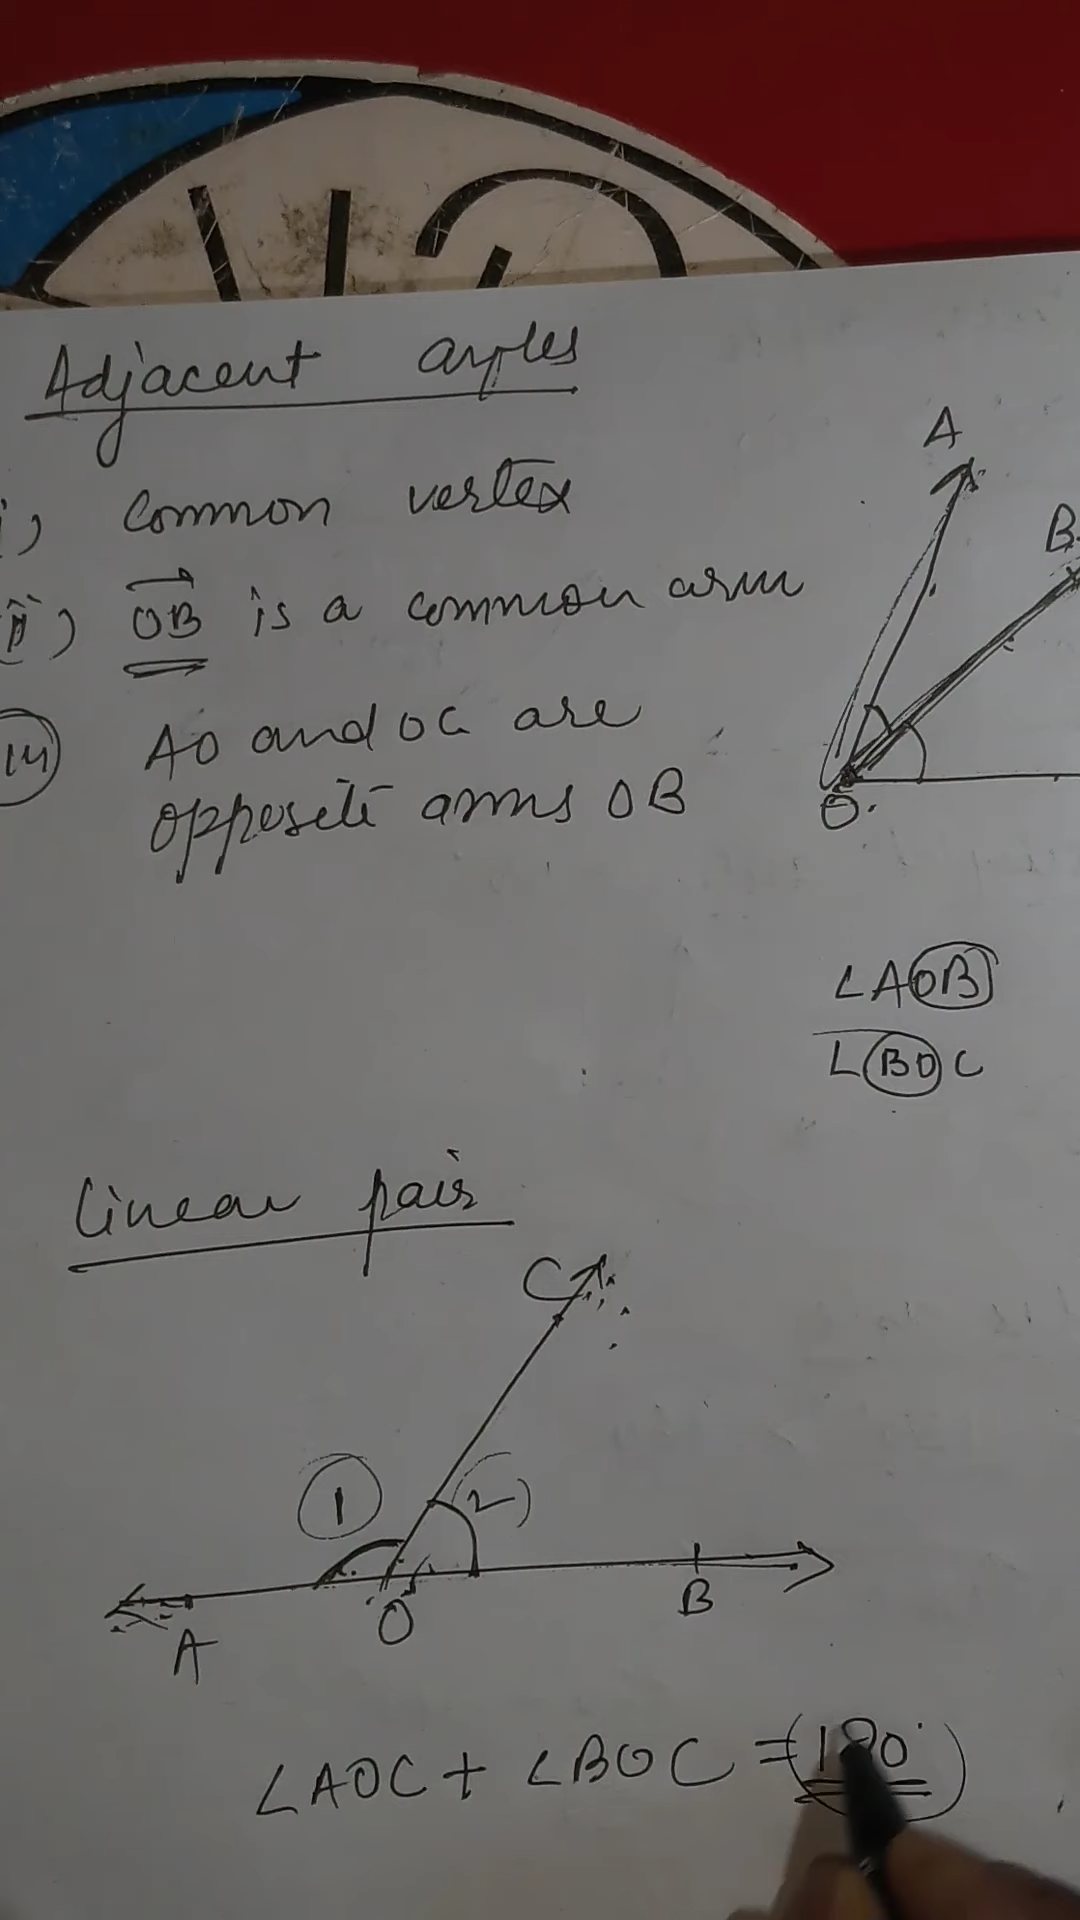 Adjacent angles
i) Common vertex
(ii) OB is a common arm
(iii) AO and OC are
opposite arms OB
A
B
O
∠AOB
∠BOC
Linear pair
C
1
2
A
O
B
∠AOC + ∠BOC = (180°)